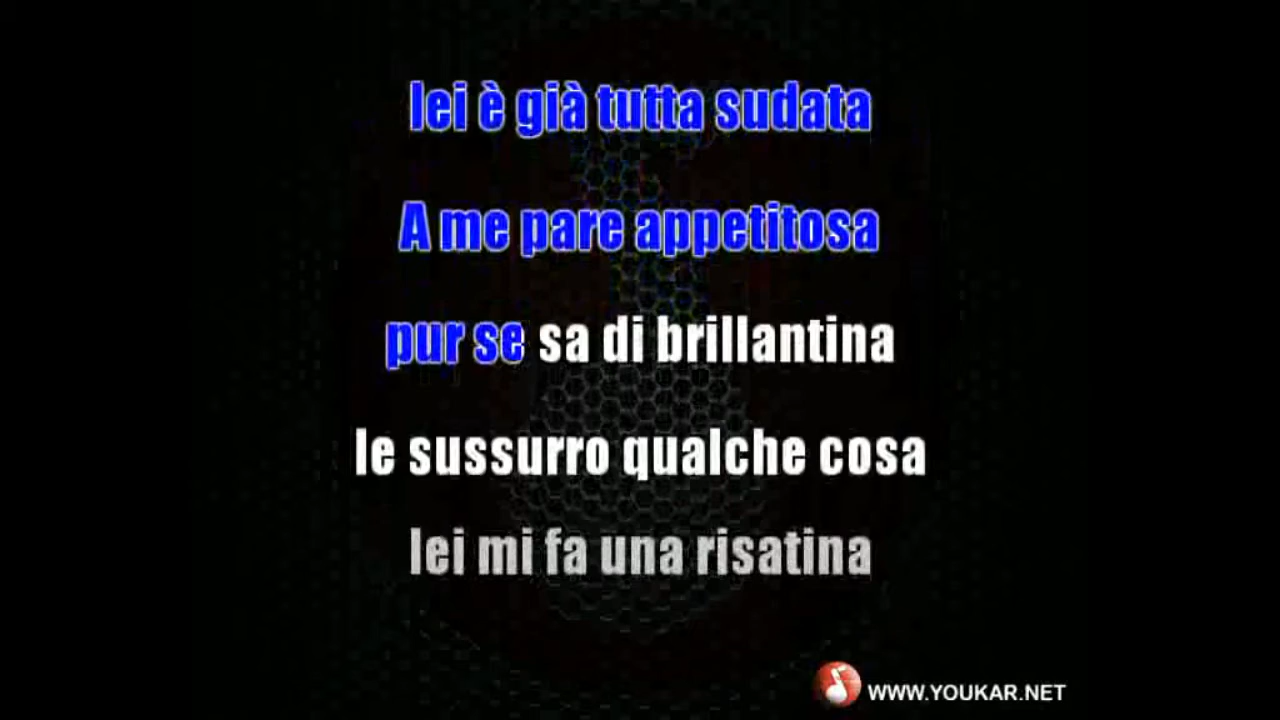 lei è già tutta sudata
A me pare appetitosa
pur se sa di brillantina
le sussurro qualche cosa
lei mi fa una risatina
WWW.YOUKAR.NET